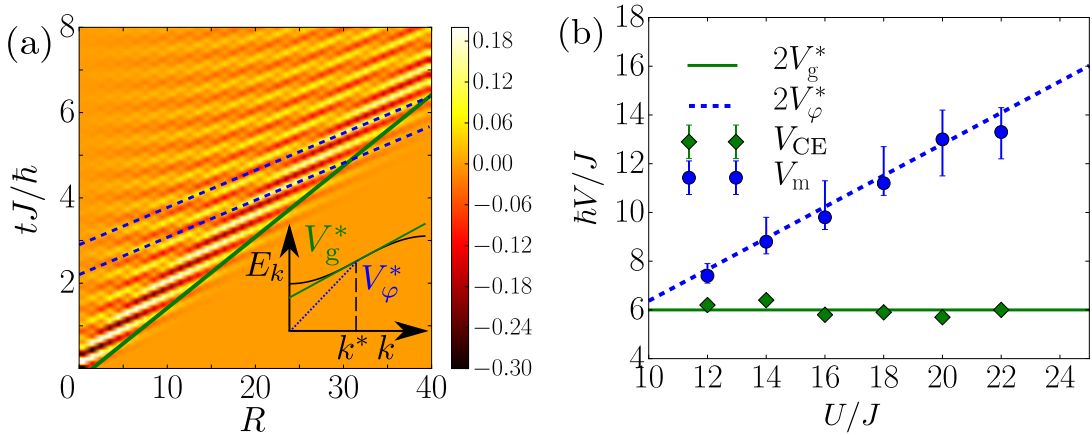 (a)
tJ/ħ
8
6
4
2
0
0 10 20 30 40
R
0.18
0.12
0.06
0.00
−0.06
−0.12
−0.18
−0.24
−0.30
E_k
V_g^*
V_φ^*
k^* k
(b)
ħV/J
18
16
14
12
10
8
6
4
10 12 14 16 18 20 22
U/J
2V_g^*
2V_φ^*
V_CE
V_m